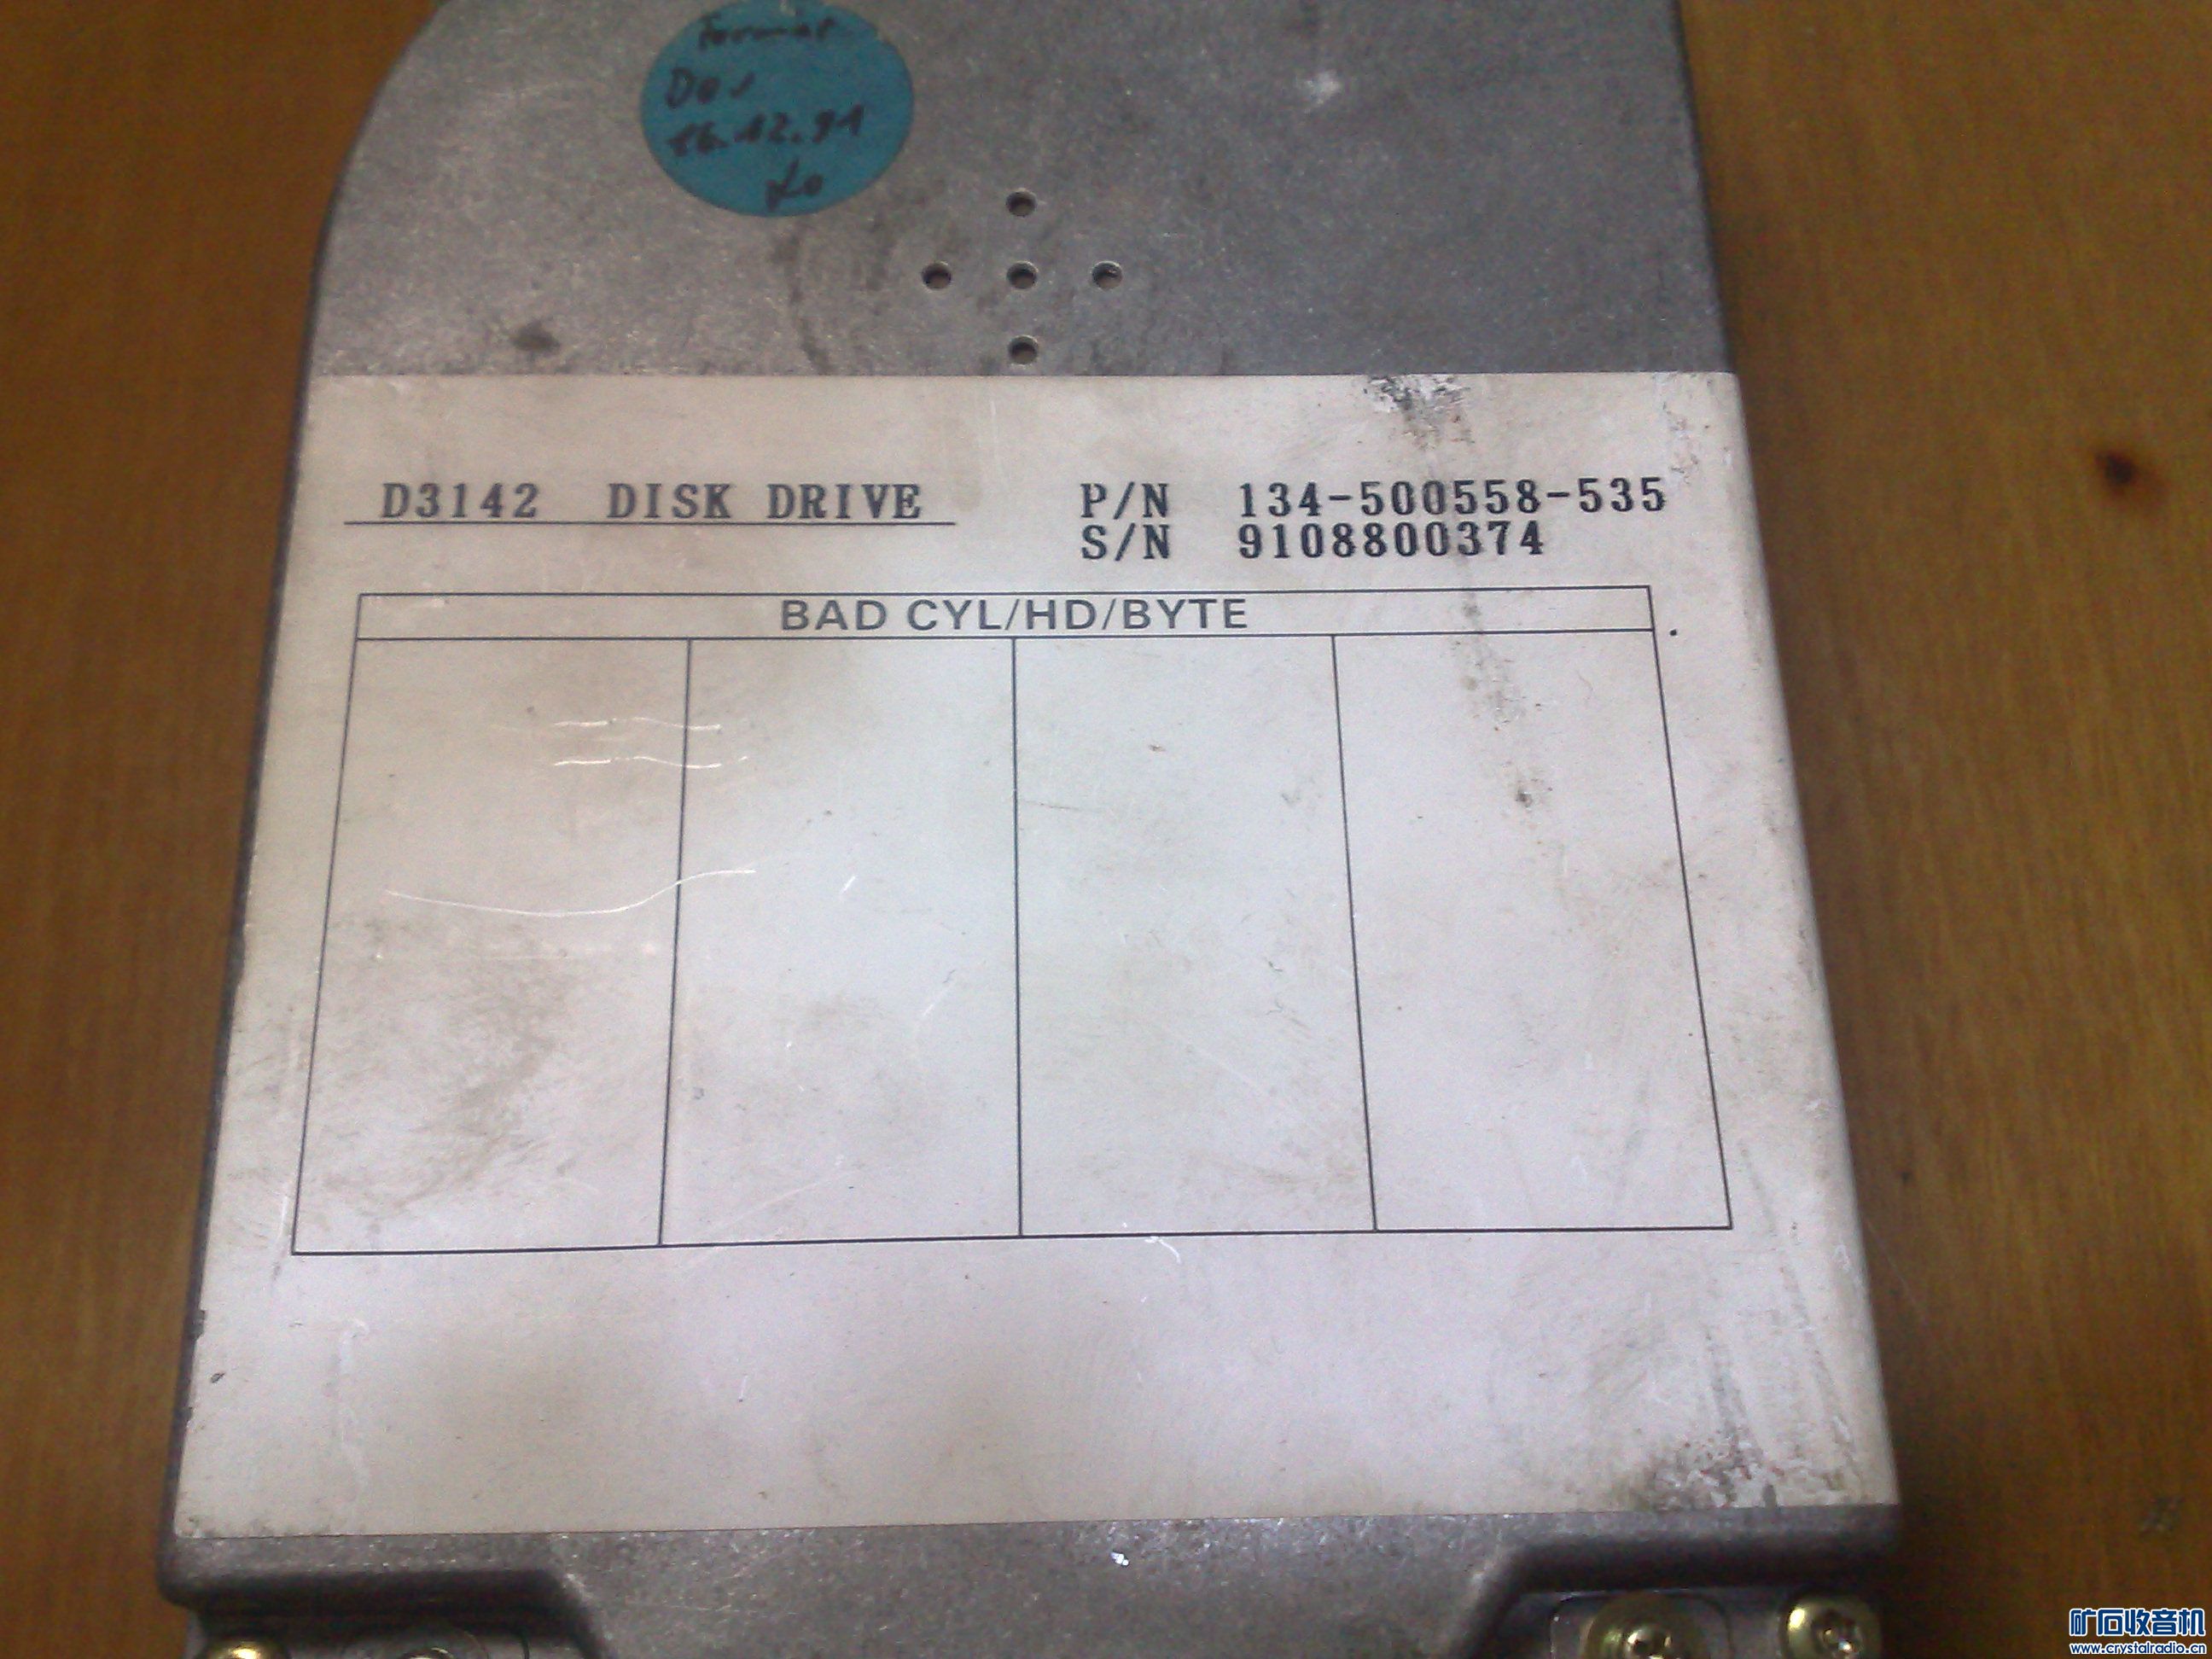 Format
Dos
16.12.91
D3142 DISK DRIVE
P/N 134-500558-535
S/N 9108800374
BAD CYL/HD/BYTE
矿石收音机
www.crystalradio.cn